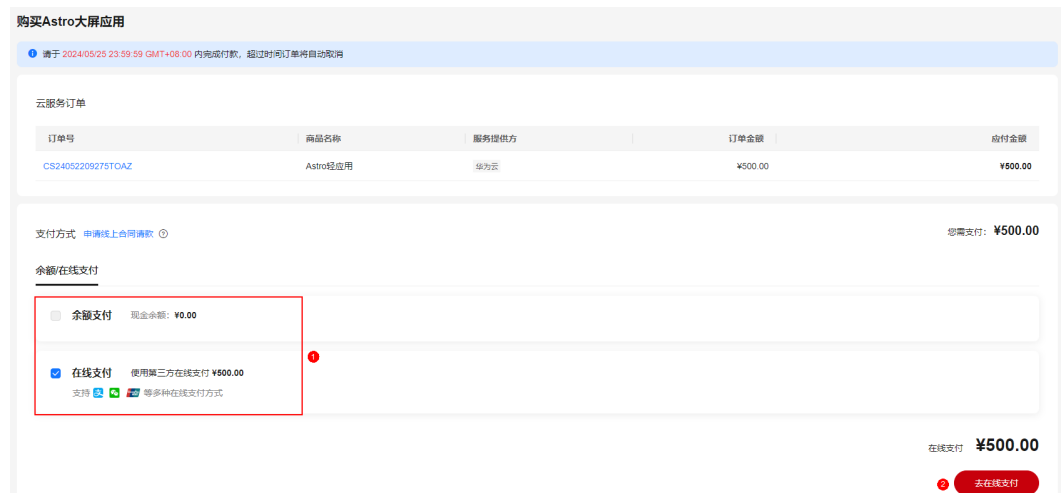 购买Astro大屏应用
请于 2024/05/25 23:59:59 GMT+08:00 内完成付款，超过时间订单将自动取消
云服务订单
订单号 商品名称 服务提供方 订单金额 应付金额
CS24052209275TOAZ Astro轻应用 华为云 ¥500.00 ¥500.00
支付方式 申请线上合同请款 您需支付：¥500.00
余额/在线支付
余额支付 现金余额：¥0.00
1
在线支付 使用第三方在线支付 ¥500.00
支持 支 等多种在线支付方式
在线支付 ¥500.00
2 去在线支付